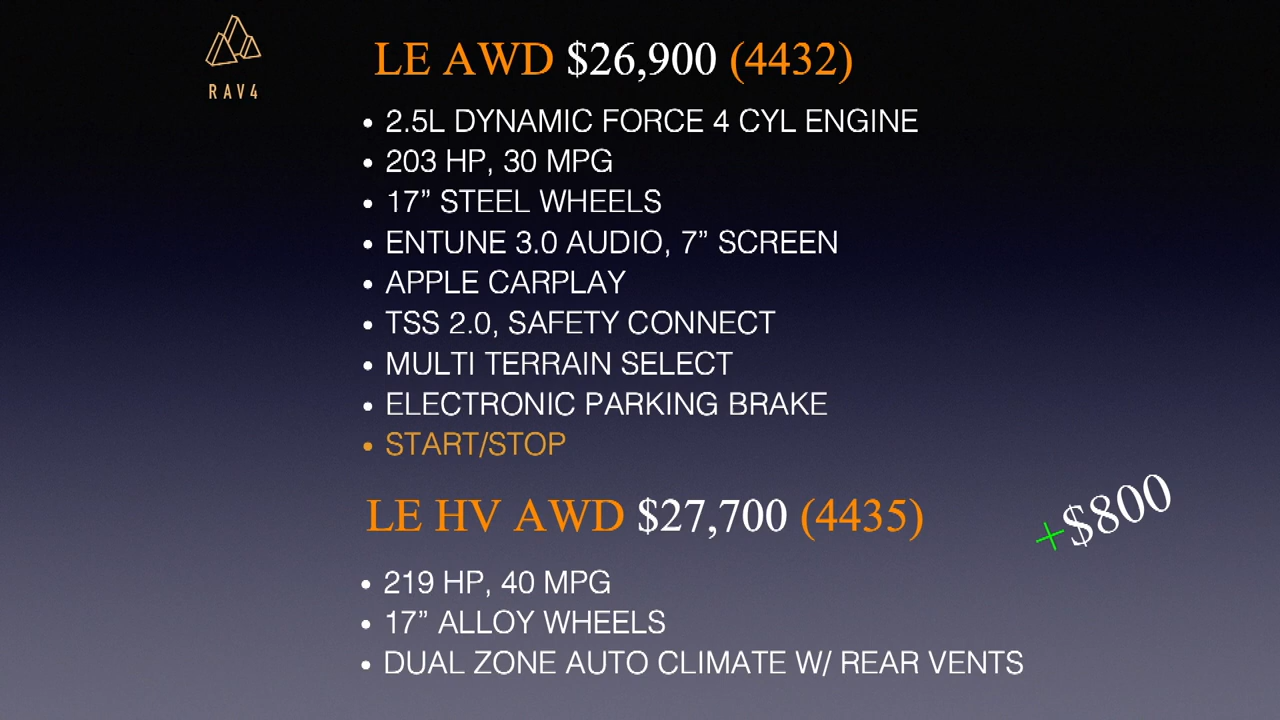 RAV4
LE AWD $26,900 (4432)
• 2.5L DYNAMIC FORCE 4 CYL ENGINE
• 203 HP, 30 MPG
• 17” STEEL WHEELS
• ENTUNE 3.0 AUDIO, 7” SCREEN
• APPLE CARPLAY
• TSS 2.0, SAFETY CONNECT
• MULTI TERRAIN SELECT
• ELECTRONIC PARKING BRAKE
• START/STOP
LE HV AWD $27,700 (4435)
+$800
• 219 HP, 40 MPG
• 17” ALLOY WHEELS
• DUAL ZONE AUTO CLIMATE W/ REAR VENTS